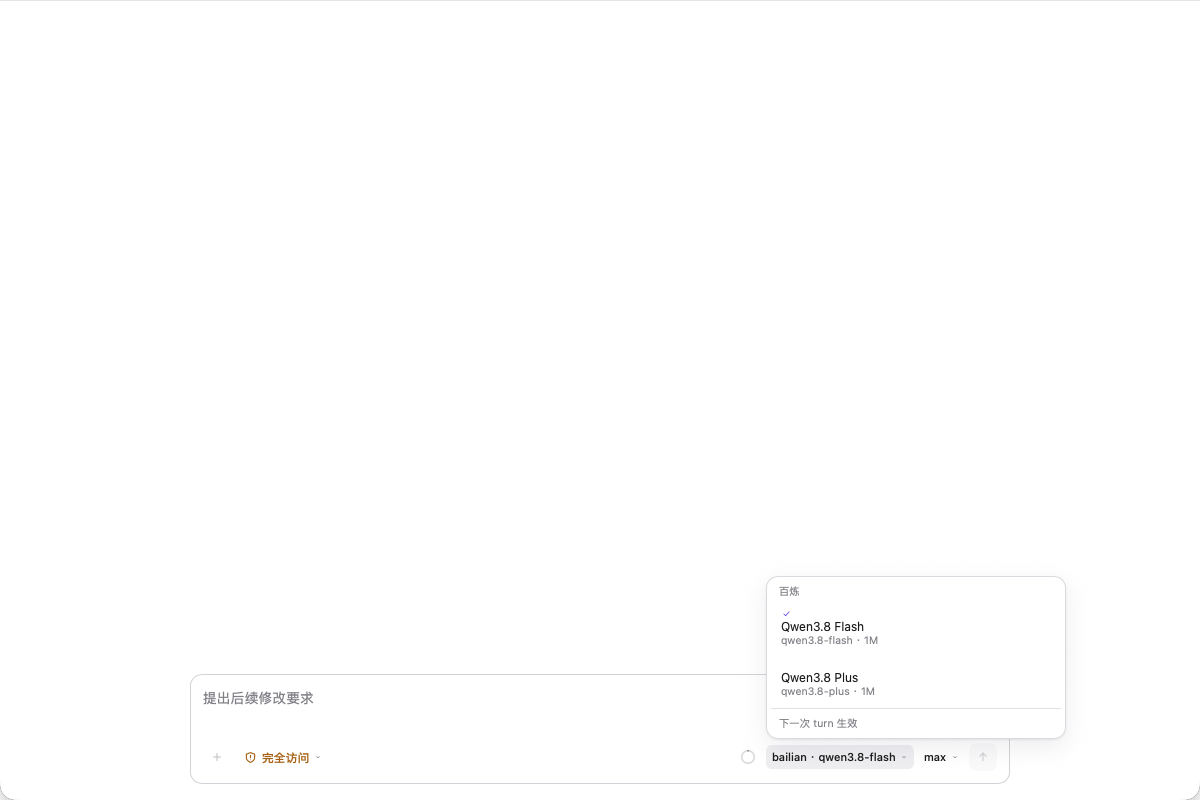 百炼
Qwen3.8 Flash
qwen3.8-flash · 1M
Qwen3.8 Plus
qwen3.8-plus · 1M
下一次 turn 生效
提出后续修改要求
完全访问
bailian · qwen3.8-flash
max